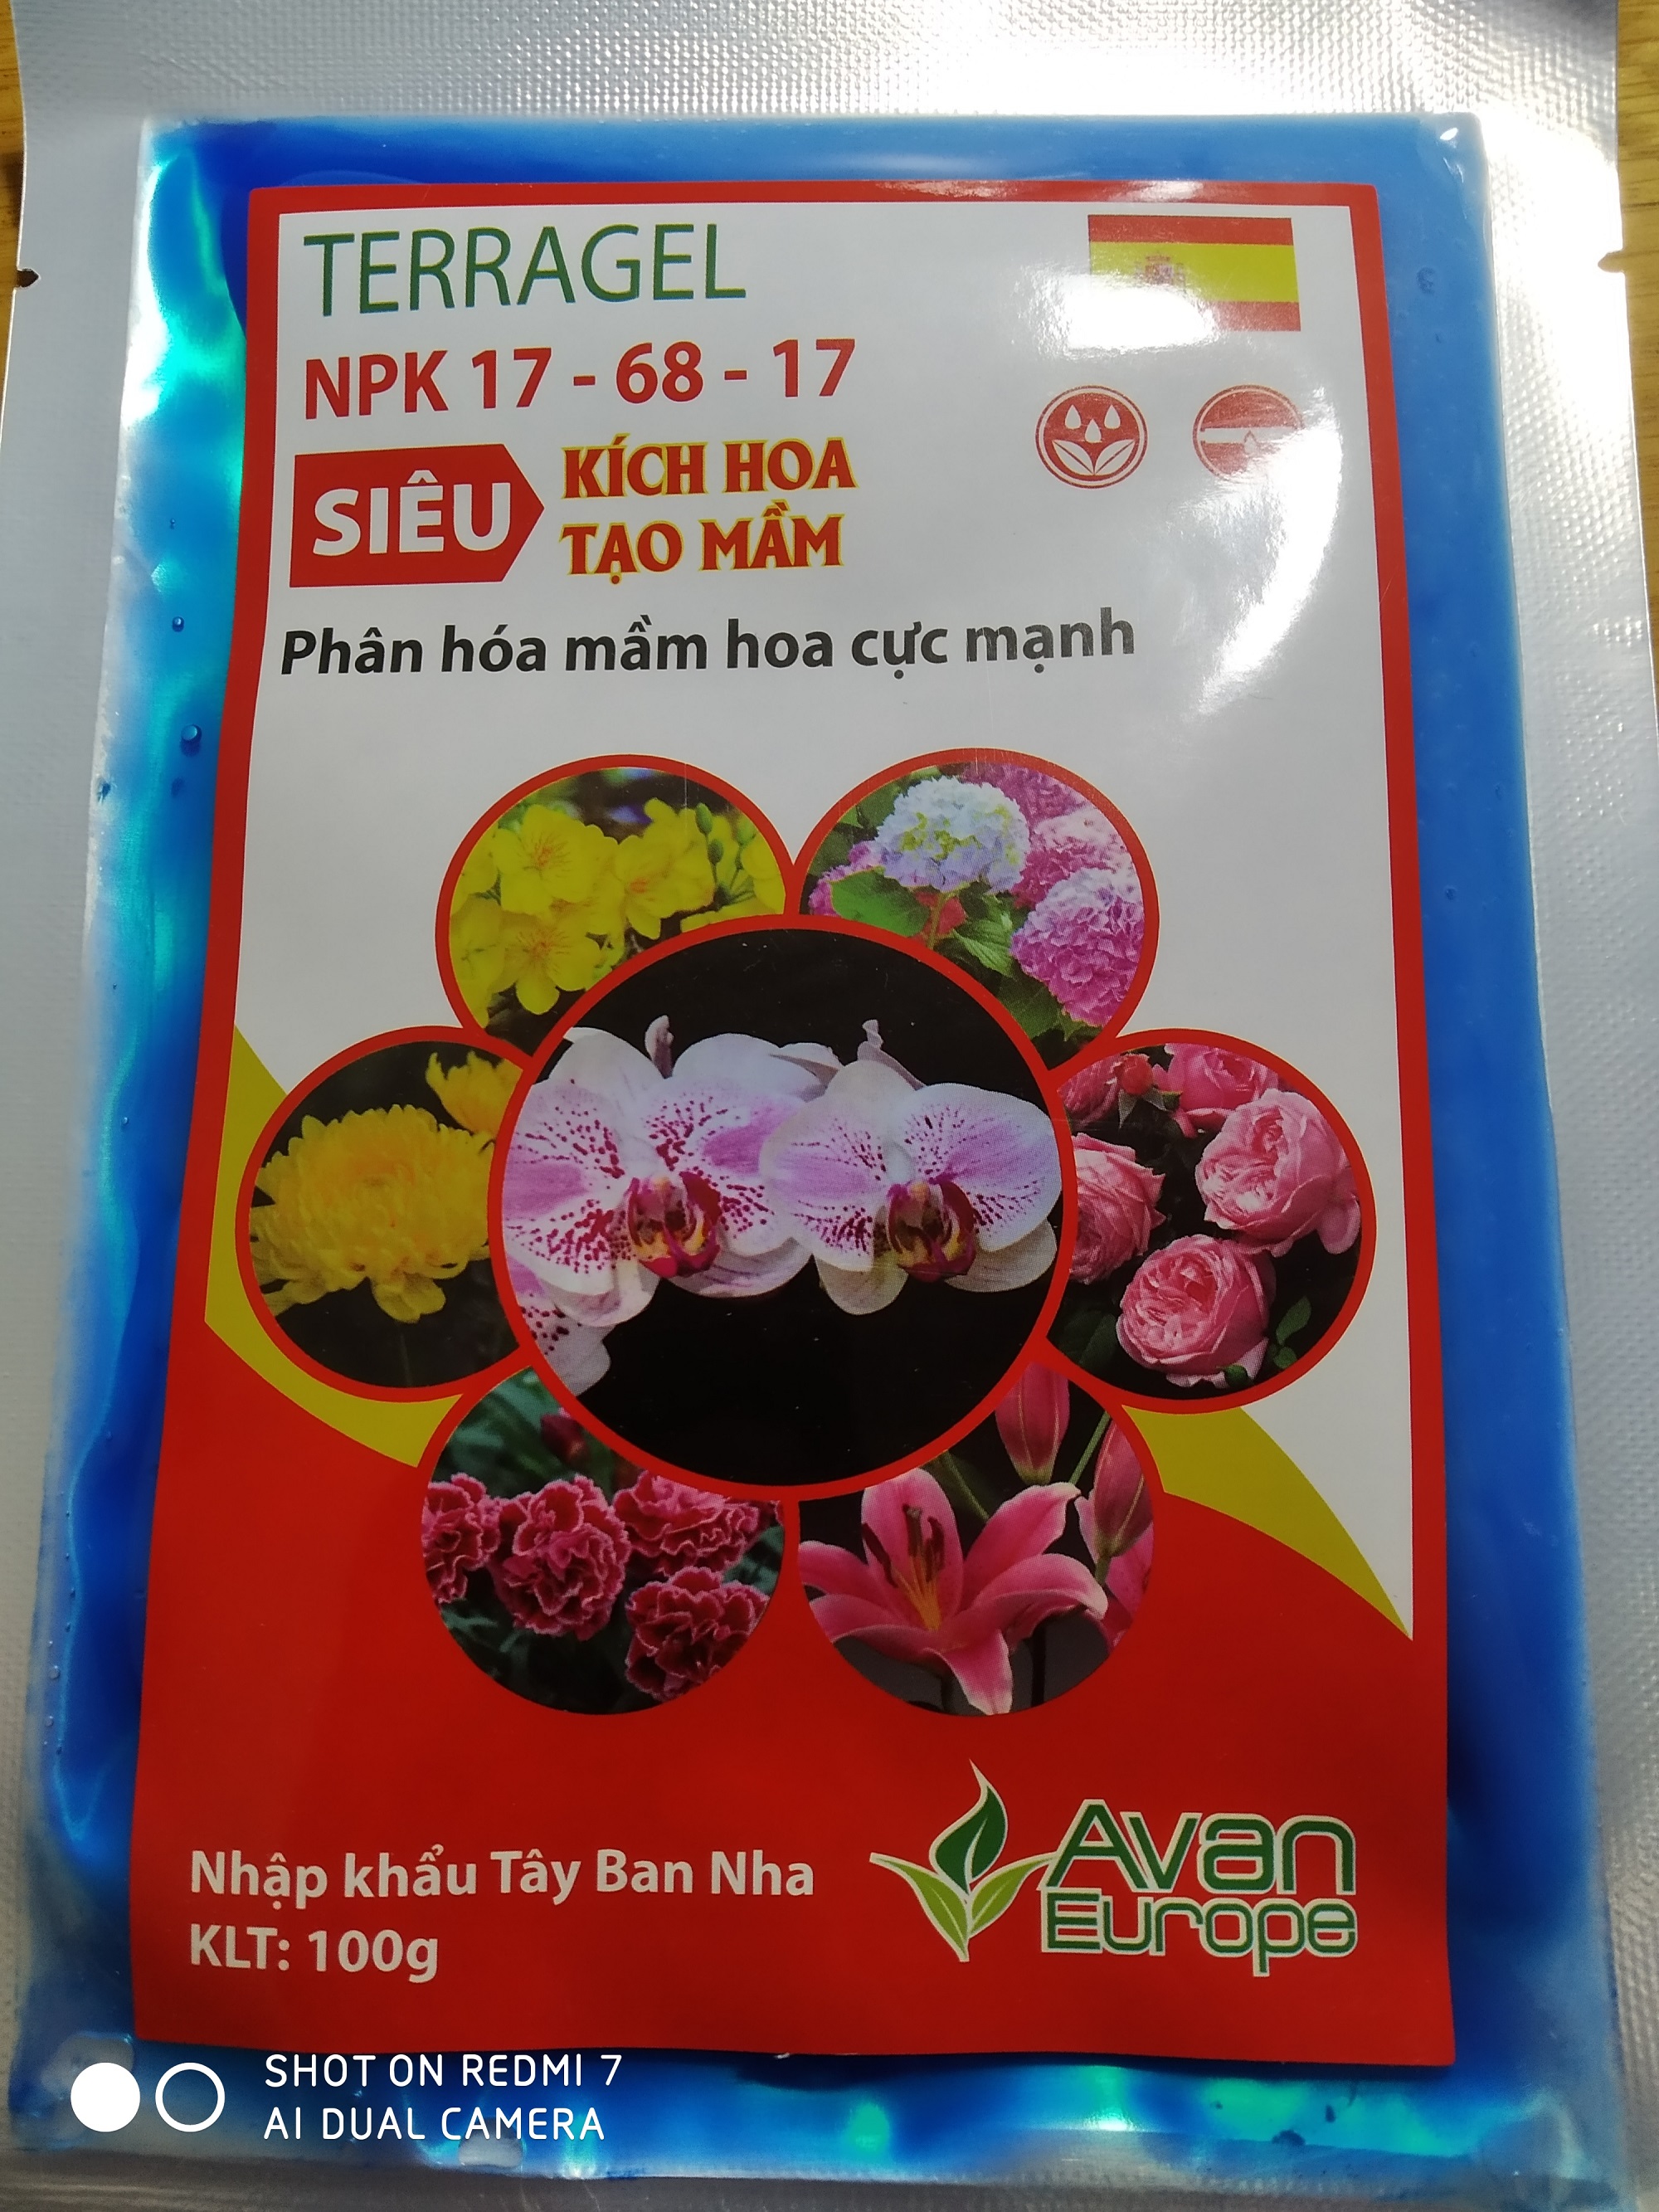 TERRAGEL
NPK 17 - 68 - 17
SIÊU
KÍCH HOA
TẠO MẦM
Phân hóa mầm hoa cực mạnh
Nhập khẩu Tây Ban Nha
KLT: 100g
Avan
Europe
SHOT ON REDMI 7
AI DUAL CAMERA